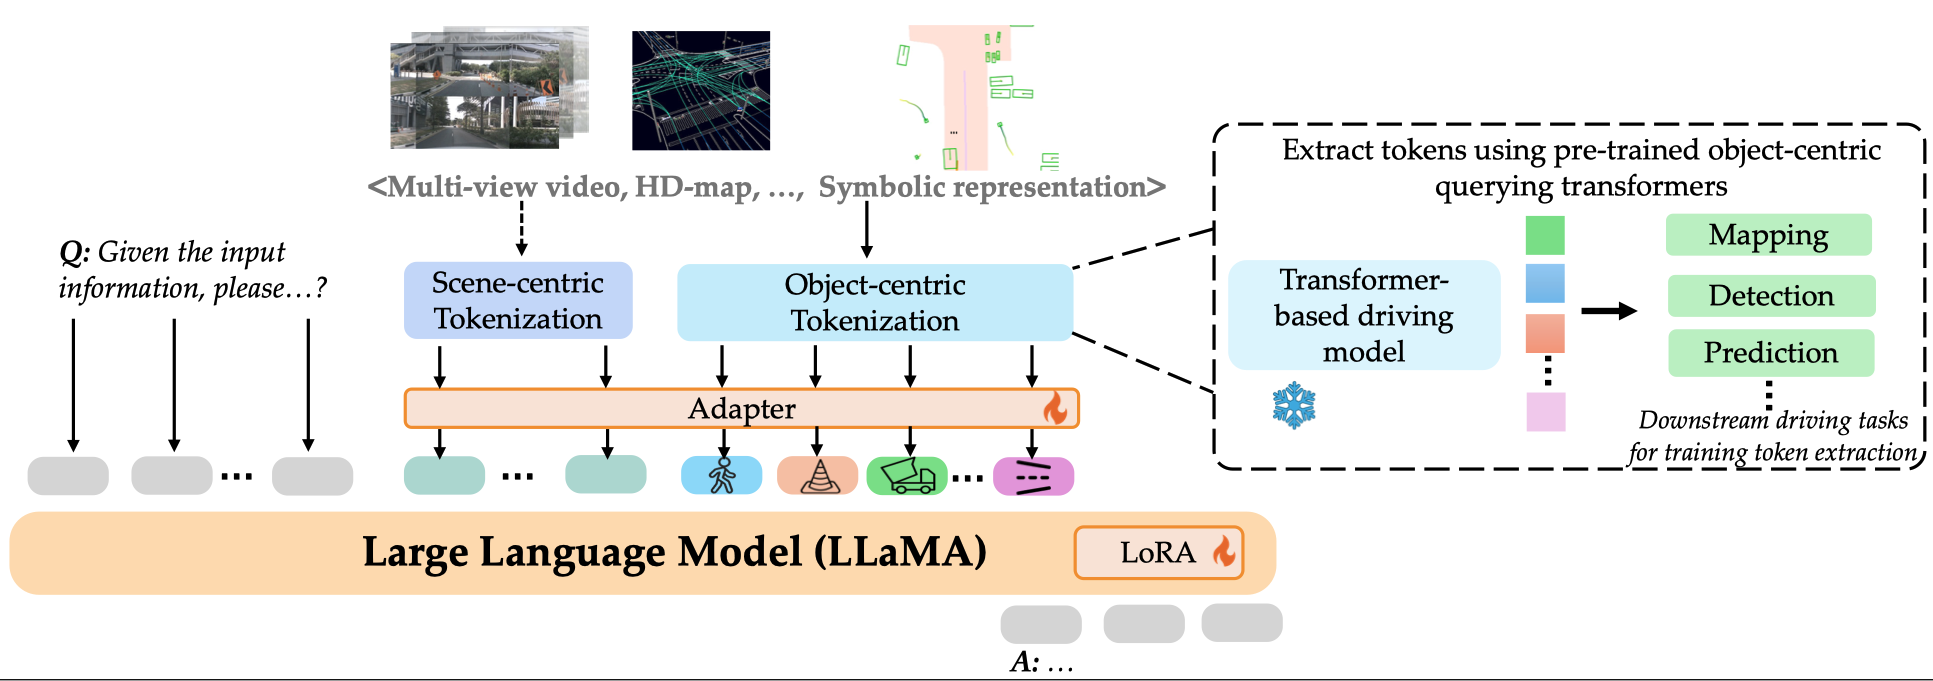 <Multi-view video, HD-map, ..., Symbolic representation>
Q: Given the input
information, please...?
Scene-centric
Tokenization
Object-centric
Tokenization
Adapter
...
...
...
Large Language Model (LLaMA)
LoRA
A: ...
Extract tokens using pre-trained object-centric
querying transformers
Transformer-
based driving
model
Mapping
Detection
Prediction
Downstream driving tasks
for training token extraction